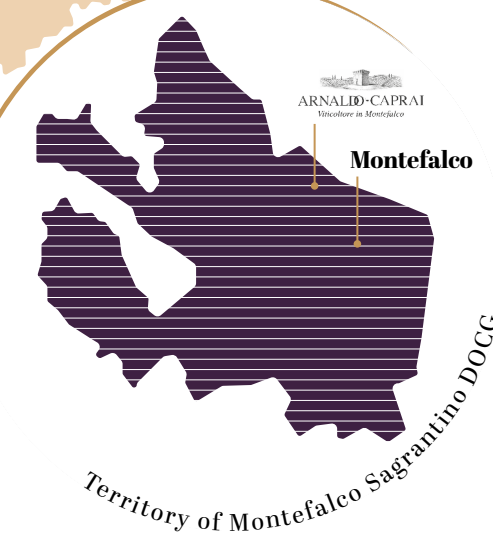 ARNALDO·CAPRAI
Viticoltore in Montefalco
Montefalco
Territory of Montefalco Sagrantino DOCG